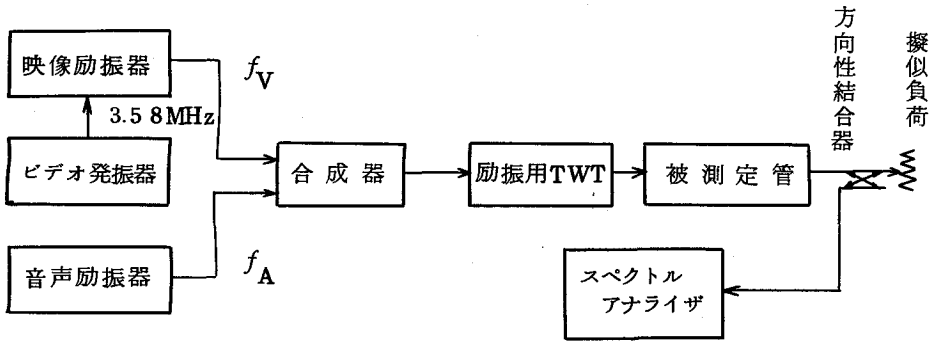 映像励振器
f_V
3.58MHz
ビデオ発振器
音声励振器
f_A
合成器
励振用TWT
被測定管
方向性結合器
擬似負荷
スペクトル
アナライザ